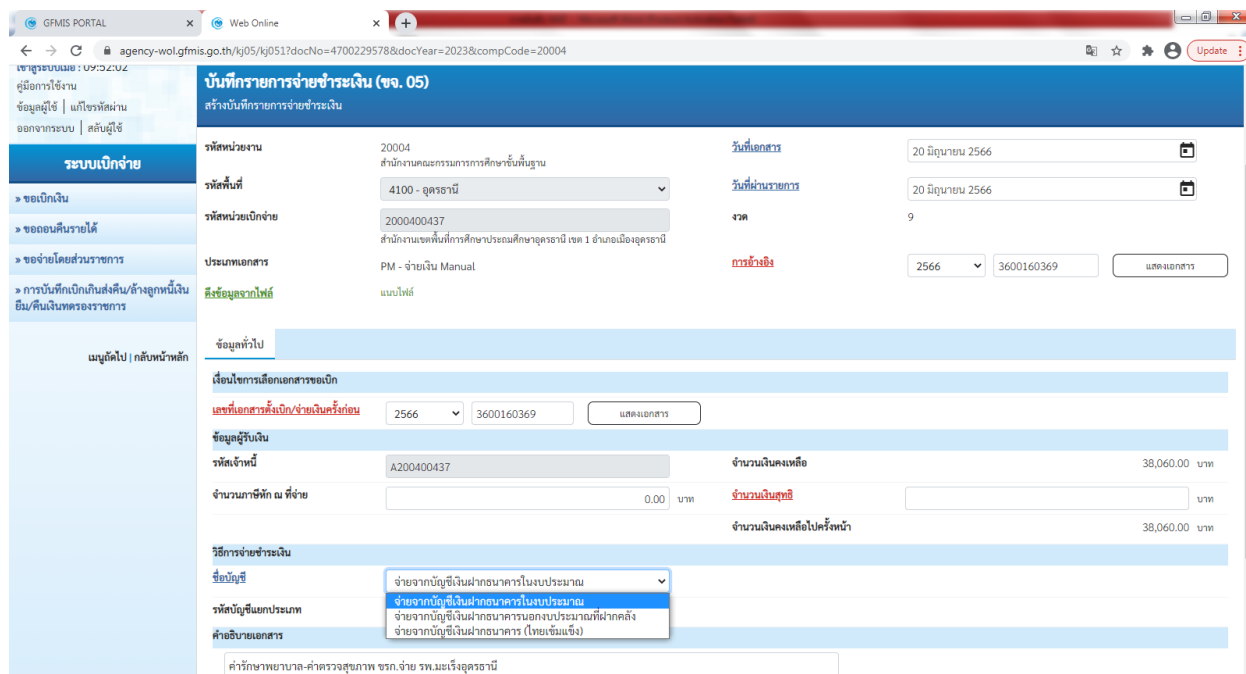 GFMIS PORTAL
Web Online
agency-wol.gfmis.go.th/kj05/kj051?docNo=4700229578&docYear=2023&compCode=20004
Update
เข้าสู่ระบบเมื่อ : 09:52:02
คู่มือการใช้งาน
ข้อมูลผู้ใช้ | แก้ไขรหัสผ่าน
ออกจากระบบ | สลับผู้ใช้
ระบบเบิกจ่าย
» ขอเบิกเงิน
» ขอถอนคืนรายได้
» ขอจ่ายโดยส่วนราชการ
» การบันทึกเบิกเกินส่งคืน/ล้างลูกหนี้เงิน
ยืม/คืนเงินทดรองราชการ
เมนูถัดไป | กลับหน้าหลัก
บันทึกรายการจ่ายชำระเงิน (ขจ. 05)
สร้างบันทึกรายการจ่ายชำระเงิน
รหัสหน่วยงาน 20004 วันที่เอกสาร 20 มิถุนายน 2566
สำนักงานคณะกรรมการการศึกษาขั้นพื้นฐาน
รหัสพื้นที่ 4100 - อุดรธานี วันที่ผ่านรายการ 20 มิถุนายน 2566
รหัสหน่วยเบิกจ่าย 2000400437 งวด 9
สำนักงานเขตพื้นที่การศึกษาประถมศึกษาอุดรธานี เขต 1 อำเภอเมืองอุดรธานี
ประเภทเอกสาร PM - จ่ายเงิน Manual การอ้างอิง 2566 3600160369 แสดงเอกสาร
ดึงข้อมูลจากไฟล์ แนบไฟล์
ข้อมูลทั่วไป
เงื่อนไขการเลือกเอกสารขอเบิก
เลขที่เอกสารตั้งเบิก/จ่ายเงินครั้งก่อน 2566 3600160369 แสดงเอกสาร
ข้อมูลผู้รับเงิน
รหัสเจ้าหนี้ A200400437 จำนวนเงินคงเหลือ 38,060.00 บาท
จำนวนภาษีหัก ณ ที่จ่าย 0.00 บาท จำนวนเงินสุทธิ บาท
จำนวนเงินคงเหลือไปครั้งหน้า 38,060.00 บาท
วิธีการจ่ายชำระเงิน
ชื่อบัญชี จ่ายจากบัญชีเงินฝากธนาคารในงบประมาณ
จ่ายจากบัญชีเงินฝากธนาคารในงบประมาณ
รหัสบัญชีแยกประเภท จ่ายจากบัญชีเงินฝากธนาคารนอกงบประมาณที่ฝากคลัง
จ่ายจากบัญชีเงินฝากธนาคาร (ไทยเข้มแข็ง)
คำอธิบายเอกสาร
ค่ารักษาพยาบาล-ค่าตรวจสุขภาพ ขรก.จ่าย รพ.มะเร็งอุดรธานี